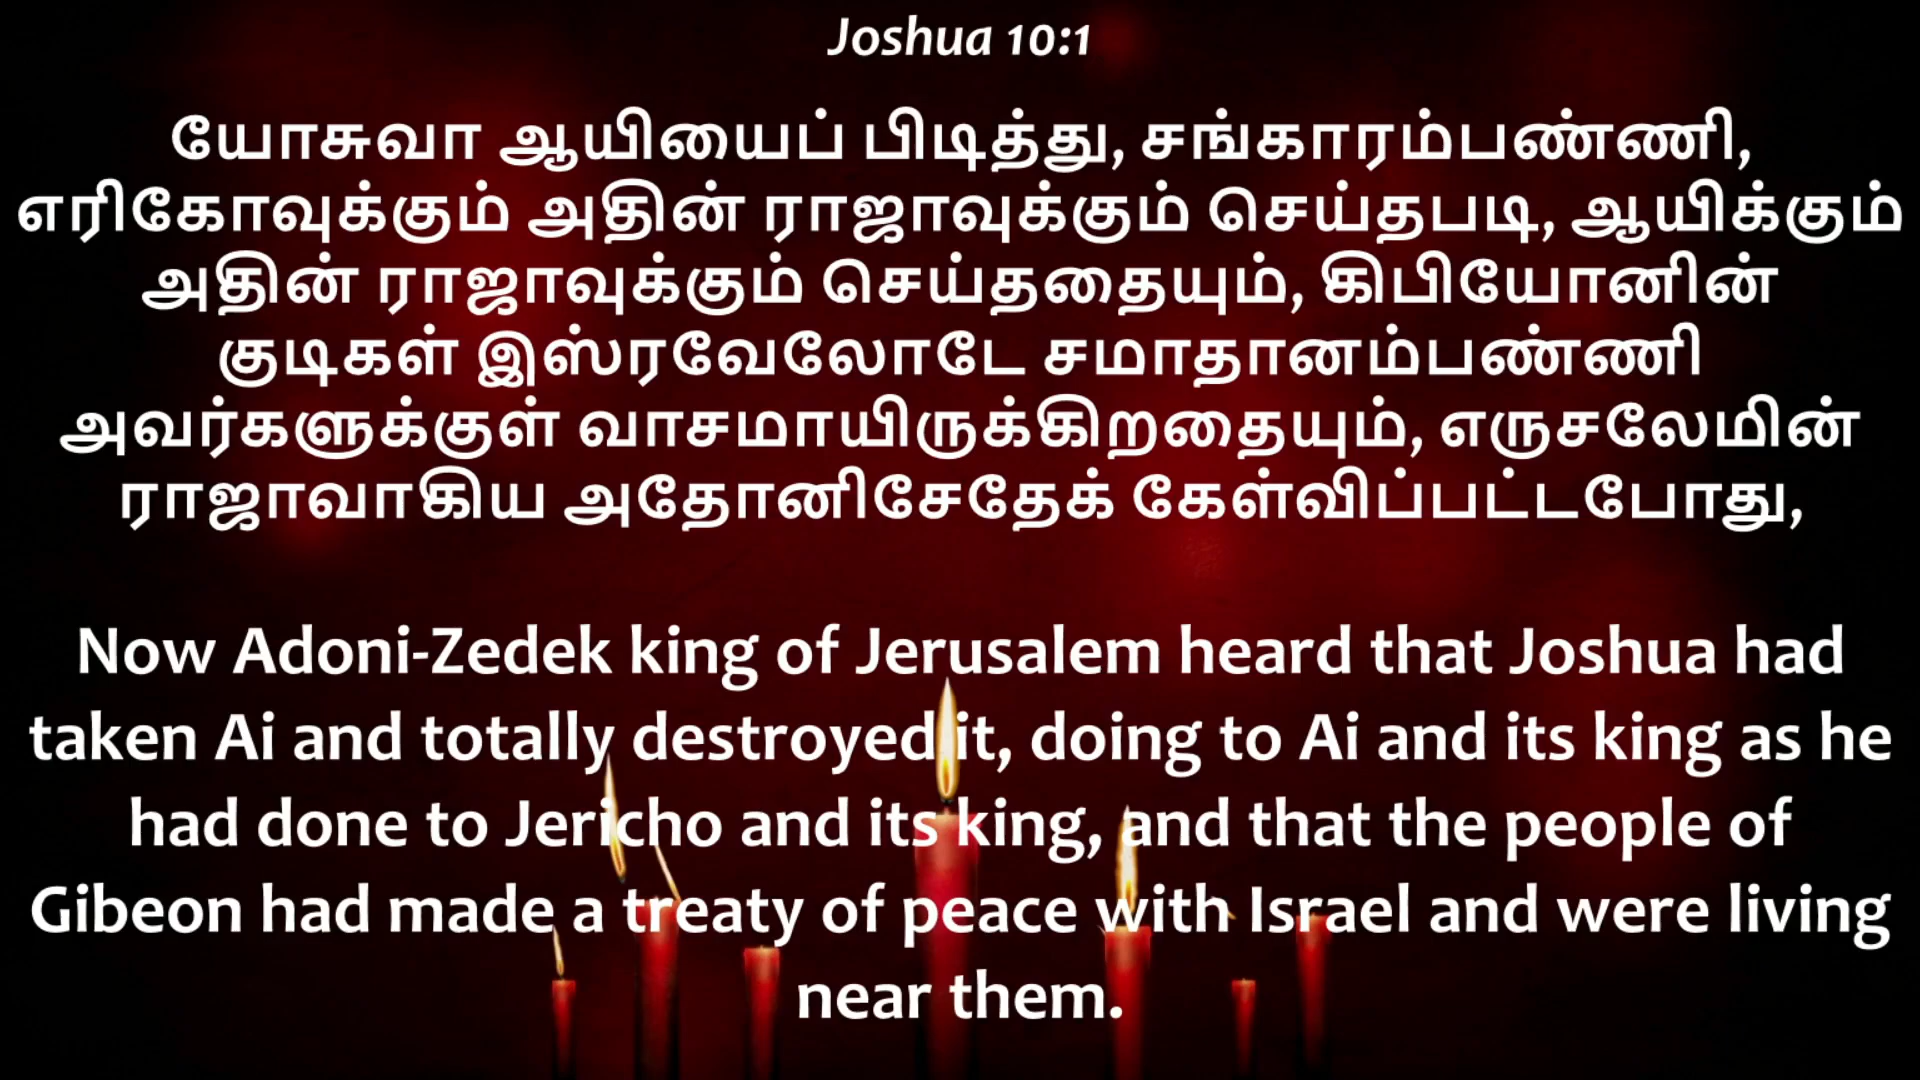 Joshua 10:1
யோசுவா ஆயியைப் பிடித்து, சங்காரம்பண்ணி,
எரிகோவுக்கும் அதின் ராஜாவுக்கும் செய்தபடி, ஆயிக்கும்
அதின் ராஜாவுக்கும் செய்ததையும், கிபியோனின்
குடிகள் இஸ்ரவேலோடே சமாதானம்பண்ணி
அவர்களுக்குள் வாசமாயிருக்கிறதையும், எருசலேமின்
ராஜாவாகிய அதோனிசேதேக் கேள்விப்பட்டபோது,
Now Adoni-Zedek king of Jerusalem heard that Joshua had
taken Ai and totally destroyed it, doing to Ai and its king as he
had done to Jericho and its king, and that the people of
Gibeon had made a treaty of peace with Israel and were living
near them.